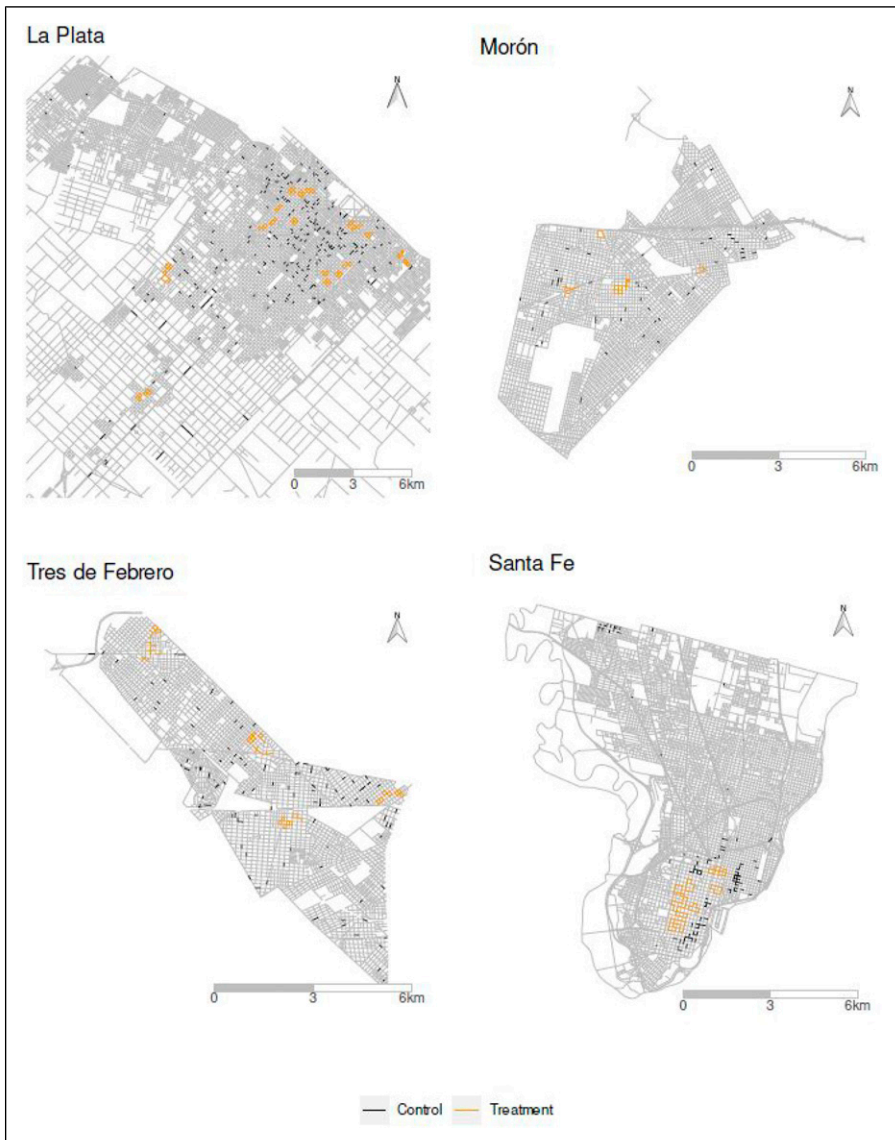 La Plata
Morón
N
N
0 3 6km
0 3 6km
Tres de Febrero
Santa Fe
N
N
0 3 6km
0 3 6km
Control Treatment